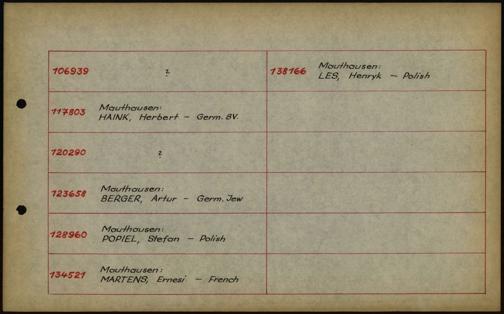 106939 ?
117803 Mauthausen:
HAINK, Herbert – Germ. BV.
120290 ?
123658 Mauthausen:
BERGER, Artur – Germ. Jew
128960 Mauthausen:
POPIEL, Stefan – Polish
134521 Mauthausen:
MARTENS, Ernest – French
138166 Mauthausen:
LES, Henryk – Polish